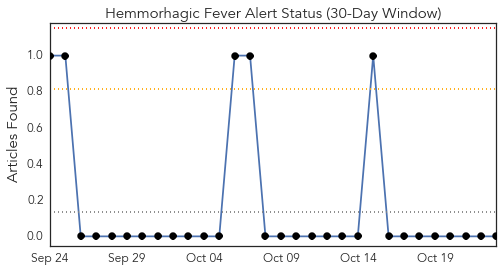 Hemmorhagic Fever Alert Status (30-Day Window)
Articles Found
1.0
0.8
0.6
0.4
0.2
0.0
Sep 24 Sep 29 Oct 04 Oct 09 Oct 14 Oct 19